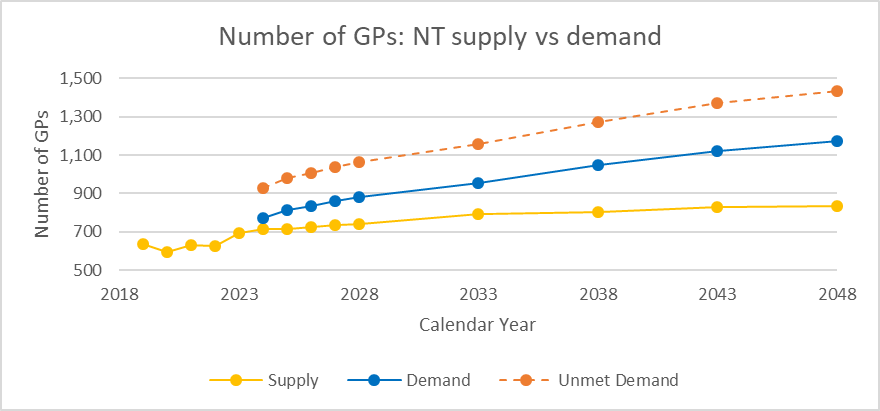 Number of GPs: NT supply vs demand
1,500
1,300
1,100
900
700
500
Number of GPs
2018 2023 2028 2033 2038 2043 2048
Calendar Year
Supply Demand Unmet Demand